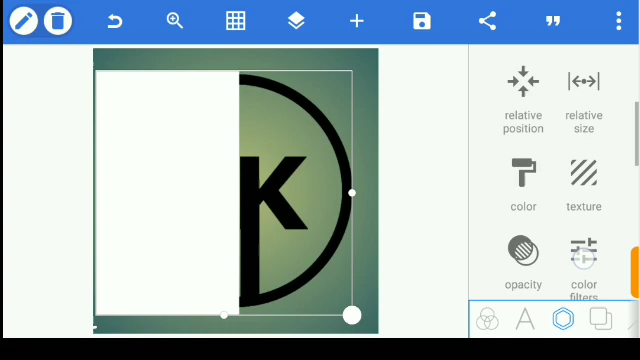 K
relative
position
relative
size
color
texture
opacity
color
filters